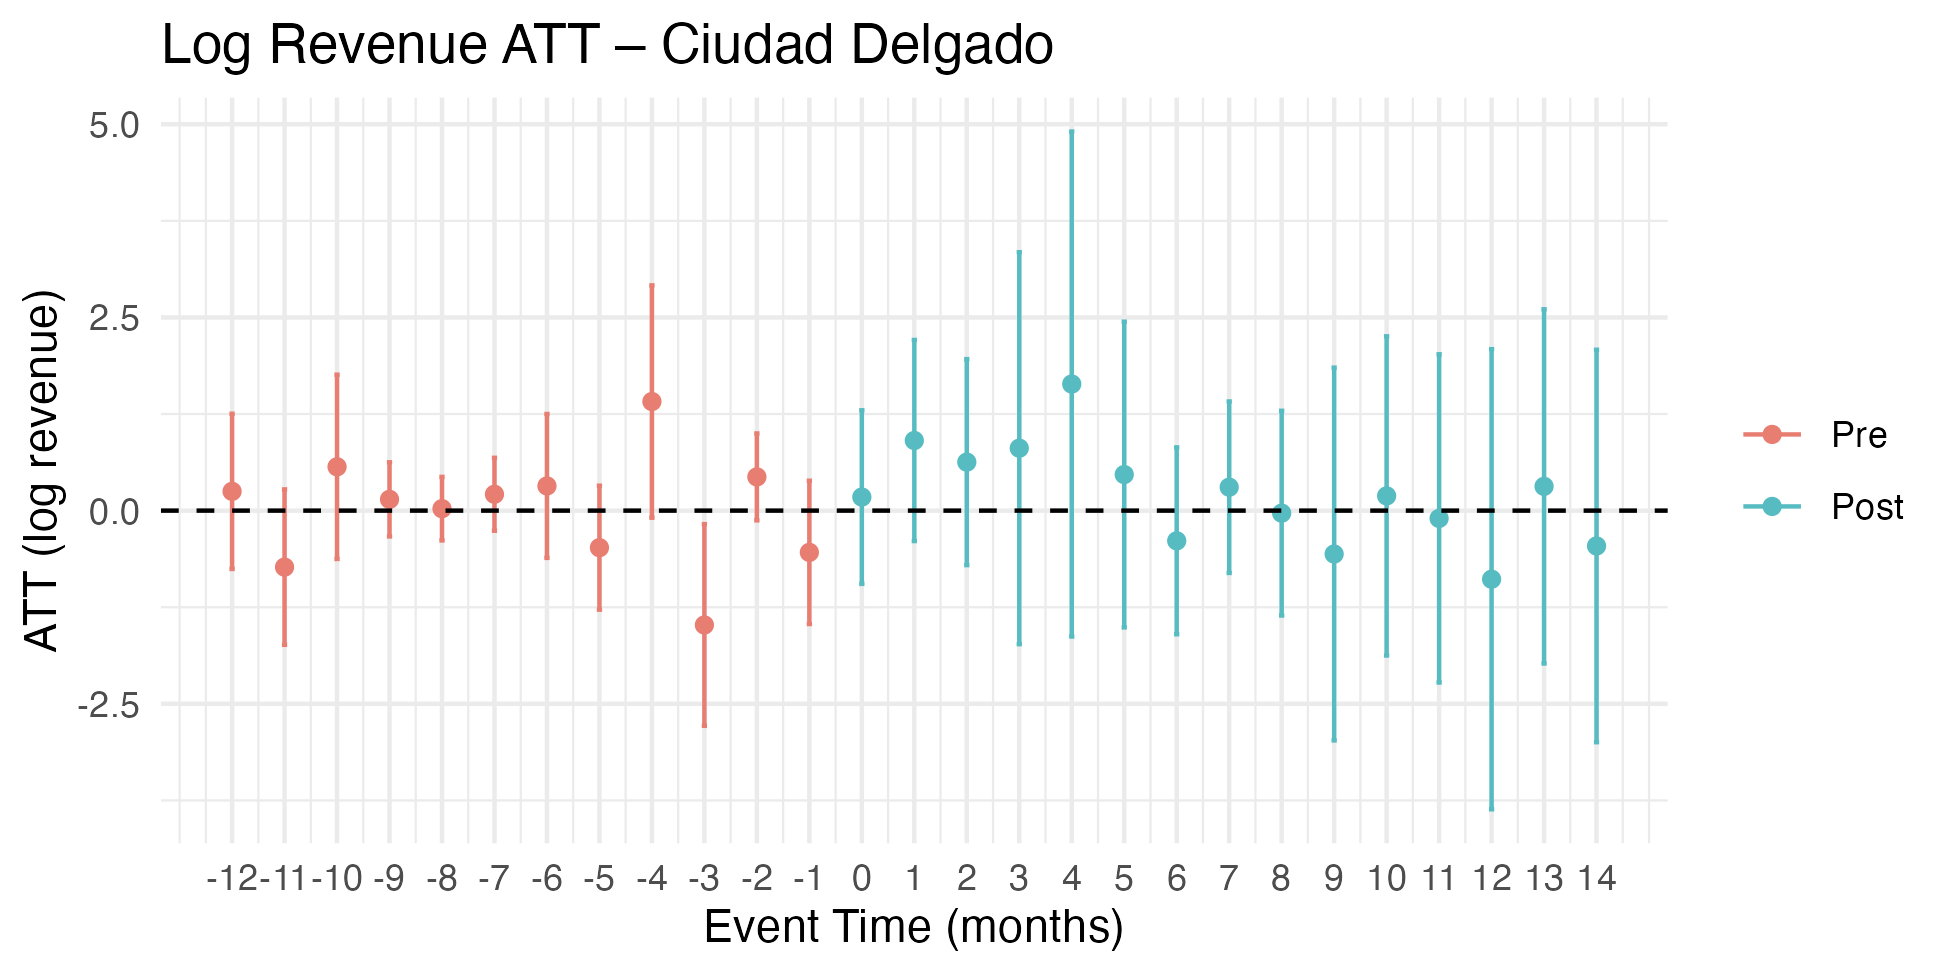 Log Revenue ATT – Ciudad Delgado
5.0
2.5
0.0
-2.5
ATT (log revenue)
-12 -11 -10 -9 -8 -7 -6 -5 -4 -3 -2 -1 0 1 2 3 4 5 6 7 8 9 10 11 12 13 14
Event Time (months)
Pre
Post